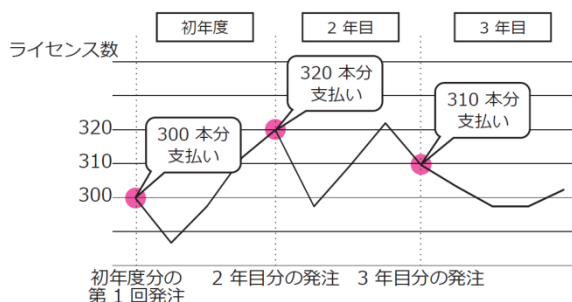 初年度
2 年目
3 年目
ライセンス数
320 本分
支払い
310 本分
支払い
300 本分
支払い
320
310
300
初年度分の
第 1 回発注
2 年目分の発注
3 年目分の発注